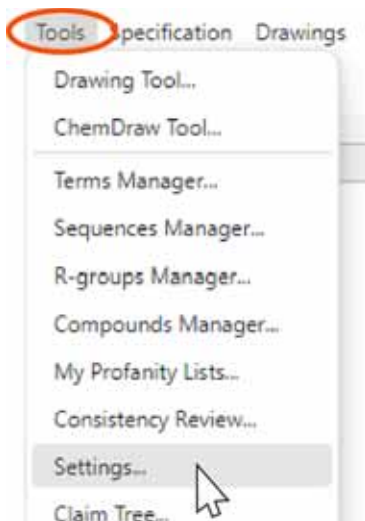 Tools Specification Drawings
Drawing Tool...
ChemDraw Tool...
Terms Manager...
Sequences Manager...
R-groups Manager...
Compounds Manager...
My Profanity Lists...
Consistency Review...
Settings...
Claim Tree...